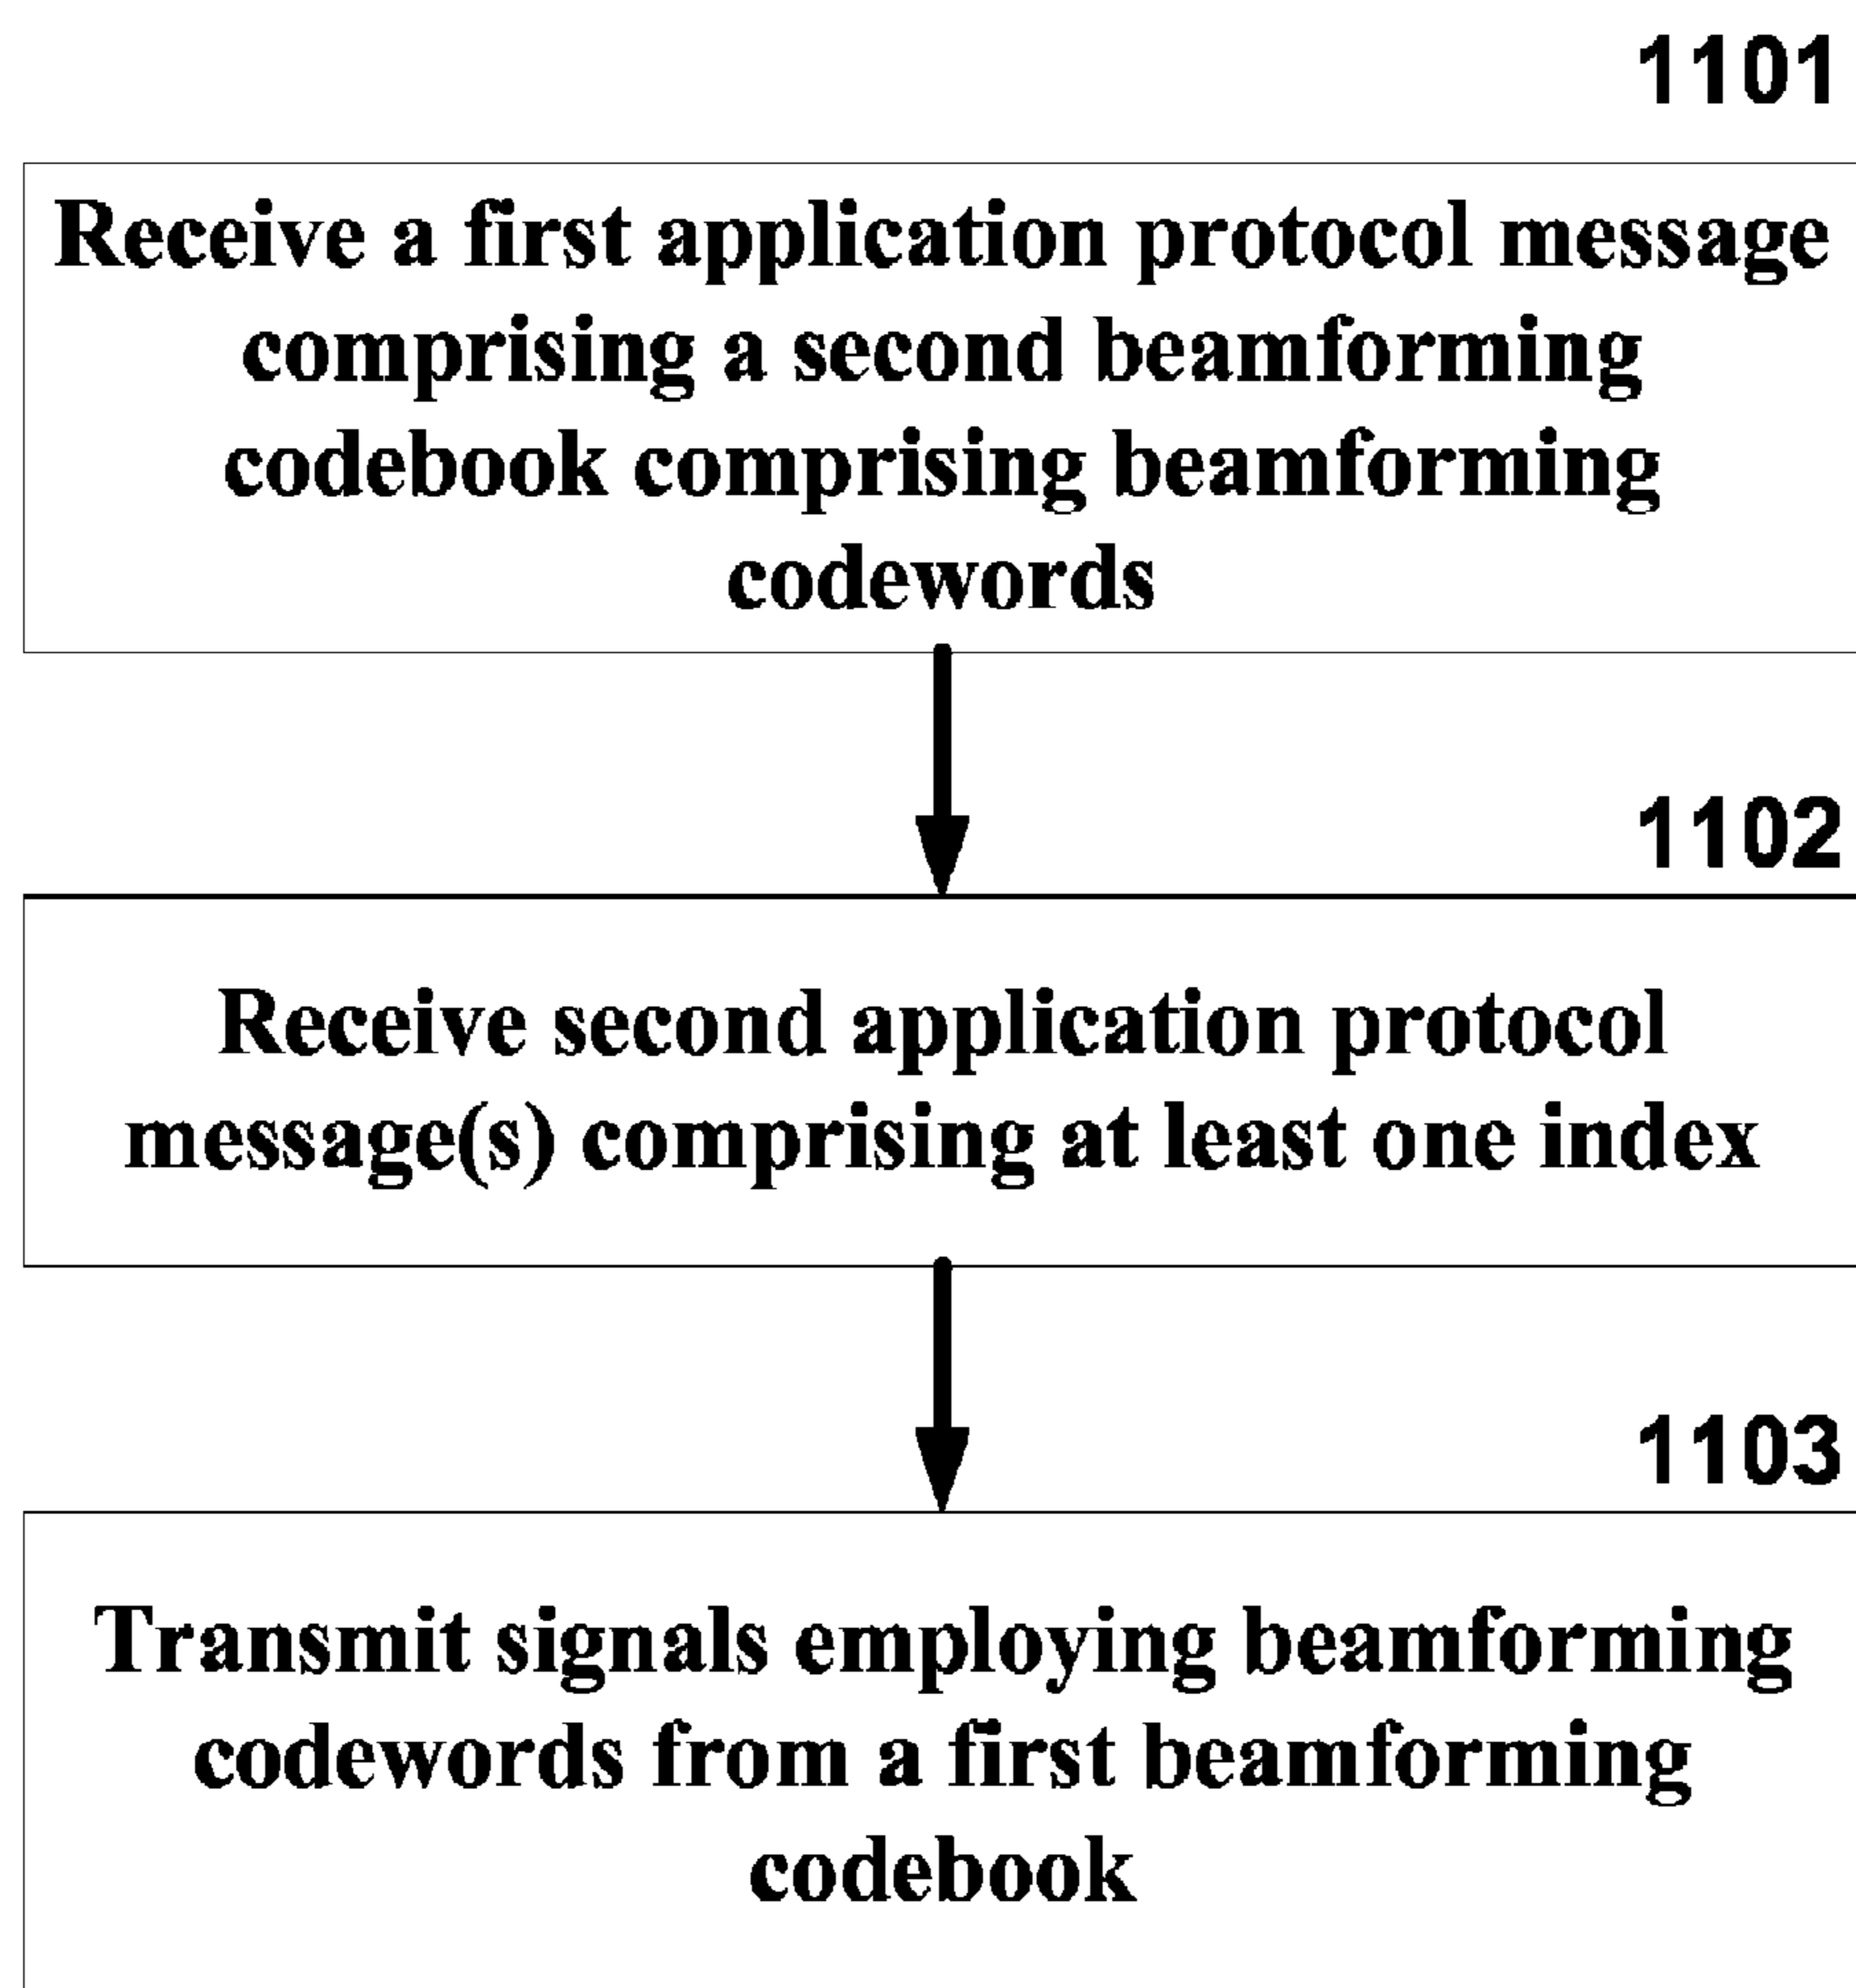 1101
Receive a first application protocol message
comprising a second beamforming
codebook comprising beamforming
codewords
1102
Receive second application protocol
message(s) comprising at least one index
1103
Transmit signals employing beamforming
codewords from a first beamforming
codebook